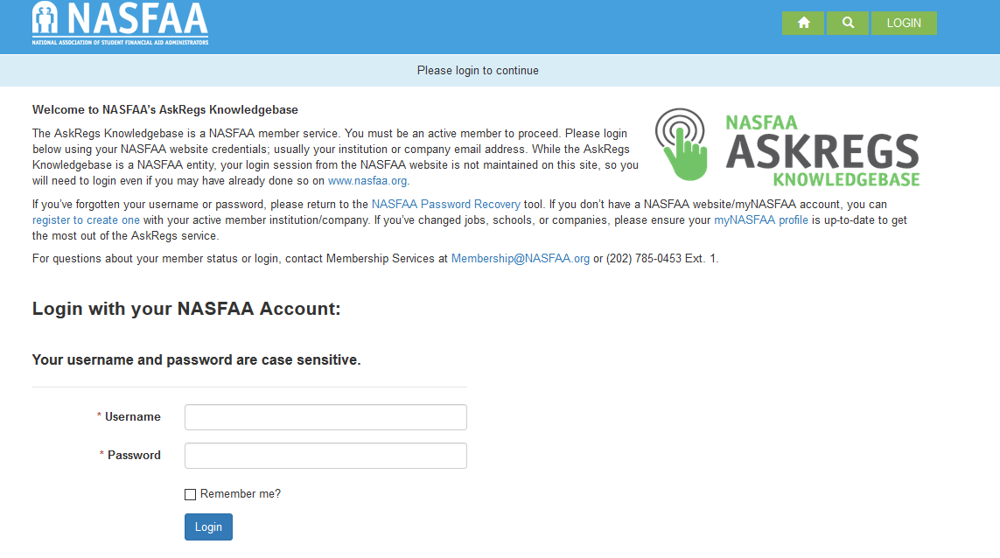 NASFAA
NATIONAL ASSOCIATION OF STUDENT FINANCIAL AID ADMINISTRATORS
LOGIN
Please login to continue
Welcome to NASFAA's AskRegs Knowledgebase
The AskRegs Knowledgebase is a NASFAA member service. You must be an active member to proceed. Please login
below using your NASFAA website credentials; usually your institution or company email address. While the AskRegs
Knowledgebase is a NASFAA entity, your login session from the NASFAA website is not maintained on this site, so you
will need to login even if you may have already done so on www.nasfaa.org.
NASFAA
ASKREGS
KNOWLEDGEBASE
If you've forgotten your username or password, please return to the NASFAA Password Recovery tool. If you don't have a NASFAA website/myNASFAA account, you can
register to create one with your active member institution/company. If you've changed jobs, schools, or companies, please ensure your myNASFAA profile is up-to-date to get
the most out of the AskRegs service.
For questions about your member status or login, contact Membership Services at Membership@NASFAA.org or (202) 785-0453 Ext. 1.
Login with your NASFAA Account:
Your username and password are case sensitive.
* Username
* Password
Remember me?
Login